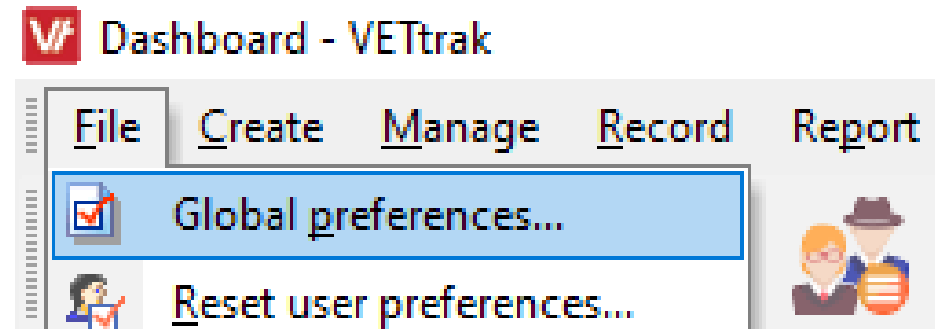 Dashboard - VETtrak
File Create Manage Record Report
Global preferences...
Reset user preferences...